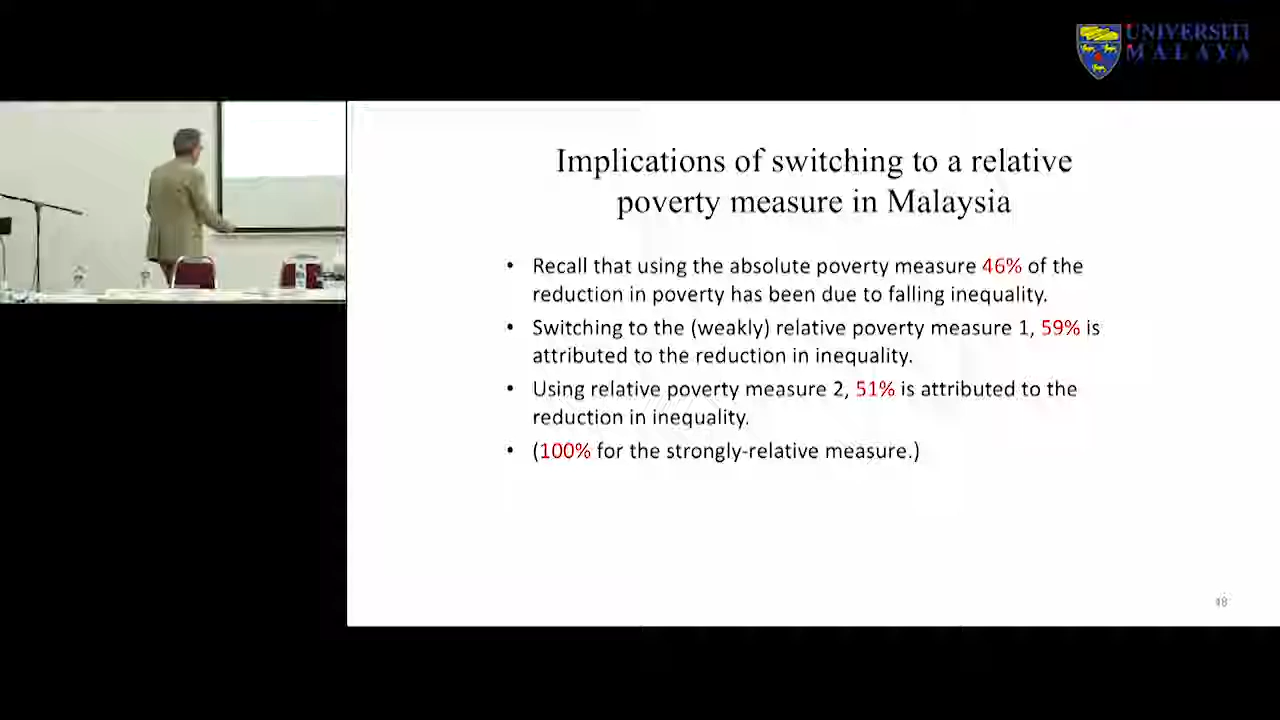 UNIVERSITI
MALAYA
Implications of switching to a relative
poverty measure in Malaysia
• Recall that using the absolute poverty measure 46% of the
reduction in poverty has been due to falling inequality.
• Switching to the (weakly) relative poverty measure 1, 59% is
attributed to the reduction in inequality.
• Using relative poverty measure 2, 51% is attributed to the
reduction in inequality.
• (100% for the strongly-relative measure.)